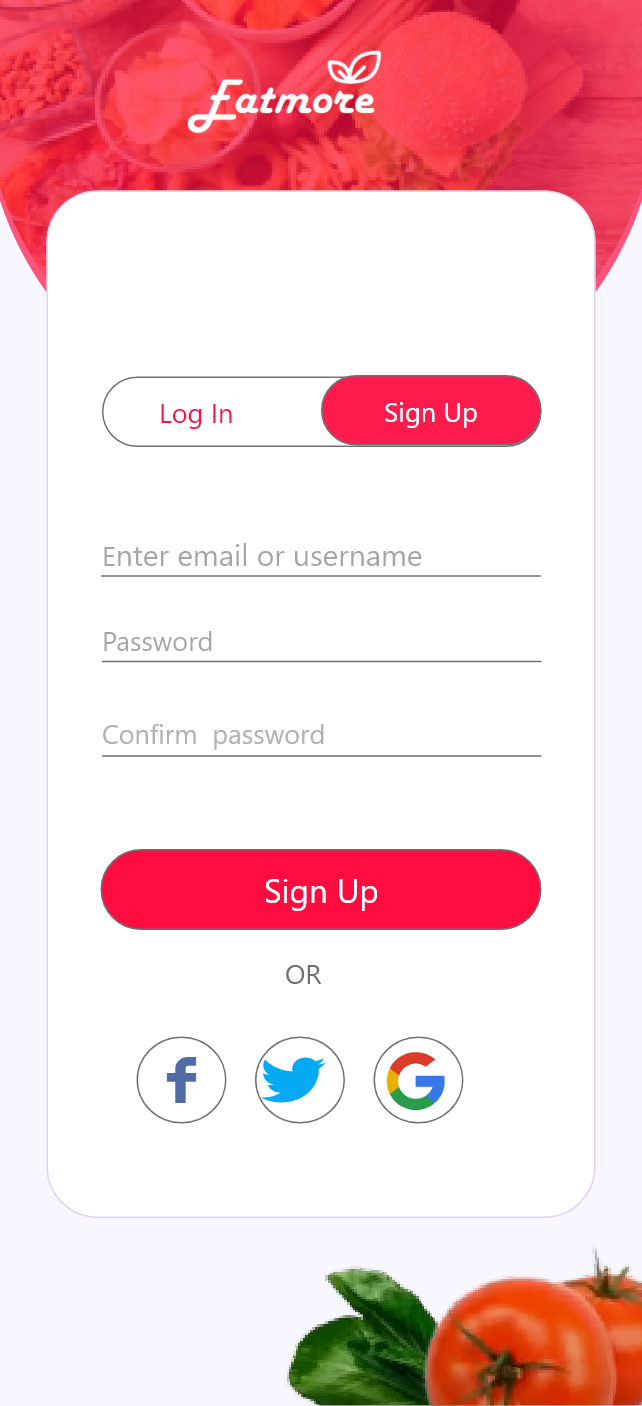 Eatmore
Log In
Sign Up
Enter email or username
Password
Confirm  password
Sign Up
OR